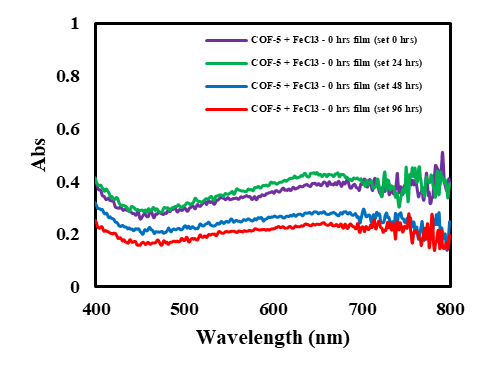 1
0.8
0.6
0.4
0.2
0
Abs
COF-5 + FeCl3 - 0 hrs film (set 0 hrs)
COF-5 + FeCl3 - 0 hrs film (set 24 hrs)
COF-5 + FeCl3 - 0 hrs film (set 48 hrs)
COF-5 + FeCl3 - 0 hrs film (set 96 hrs)
400 500 600 700 800
Wavelength (nm)